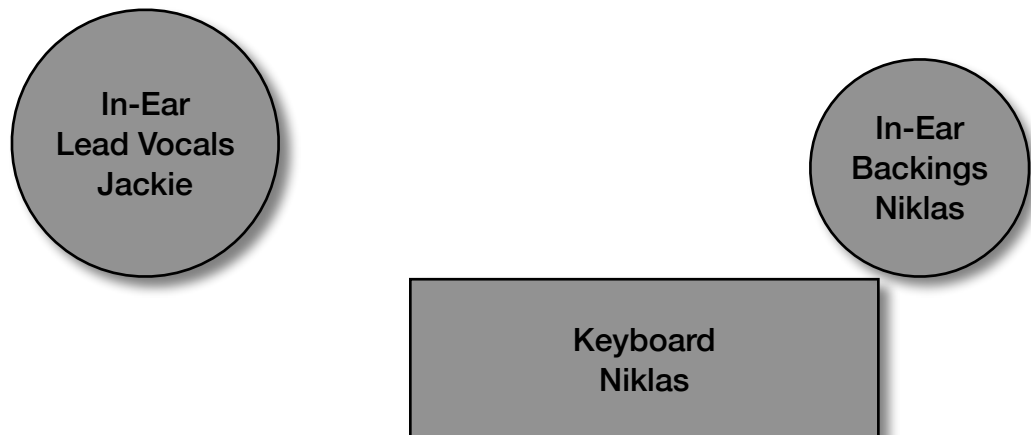 In-Ear
Lead Vocals
Jackie
In-Ear
Backings
Niklas
Keyboard
Niklas